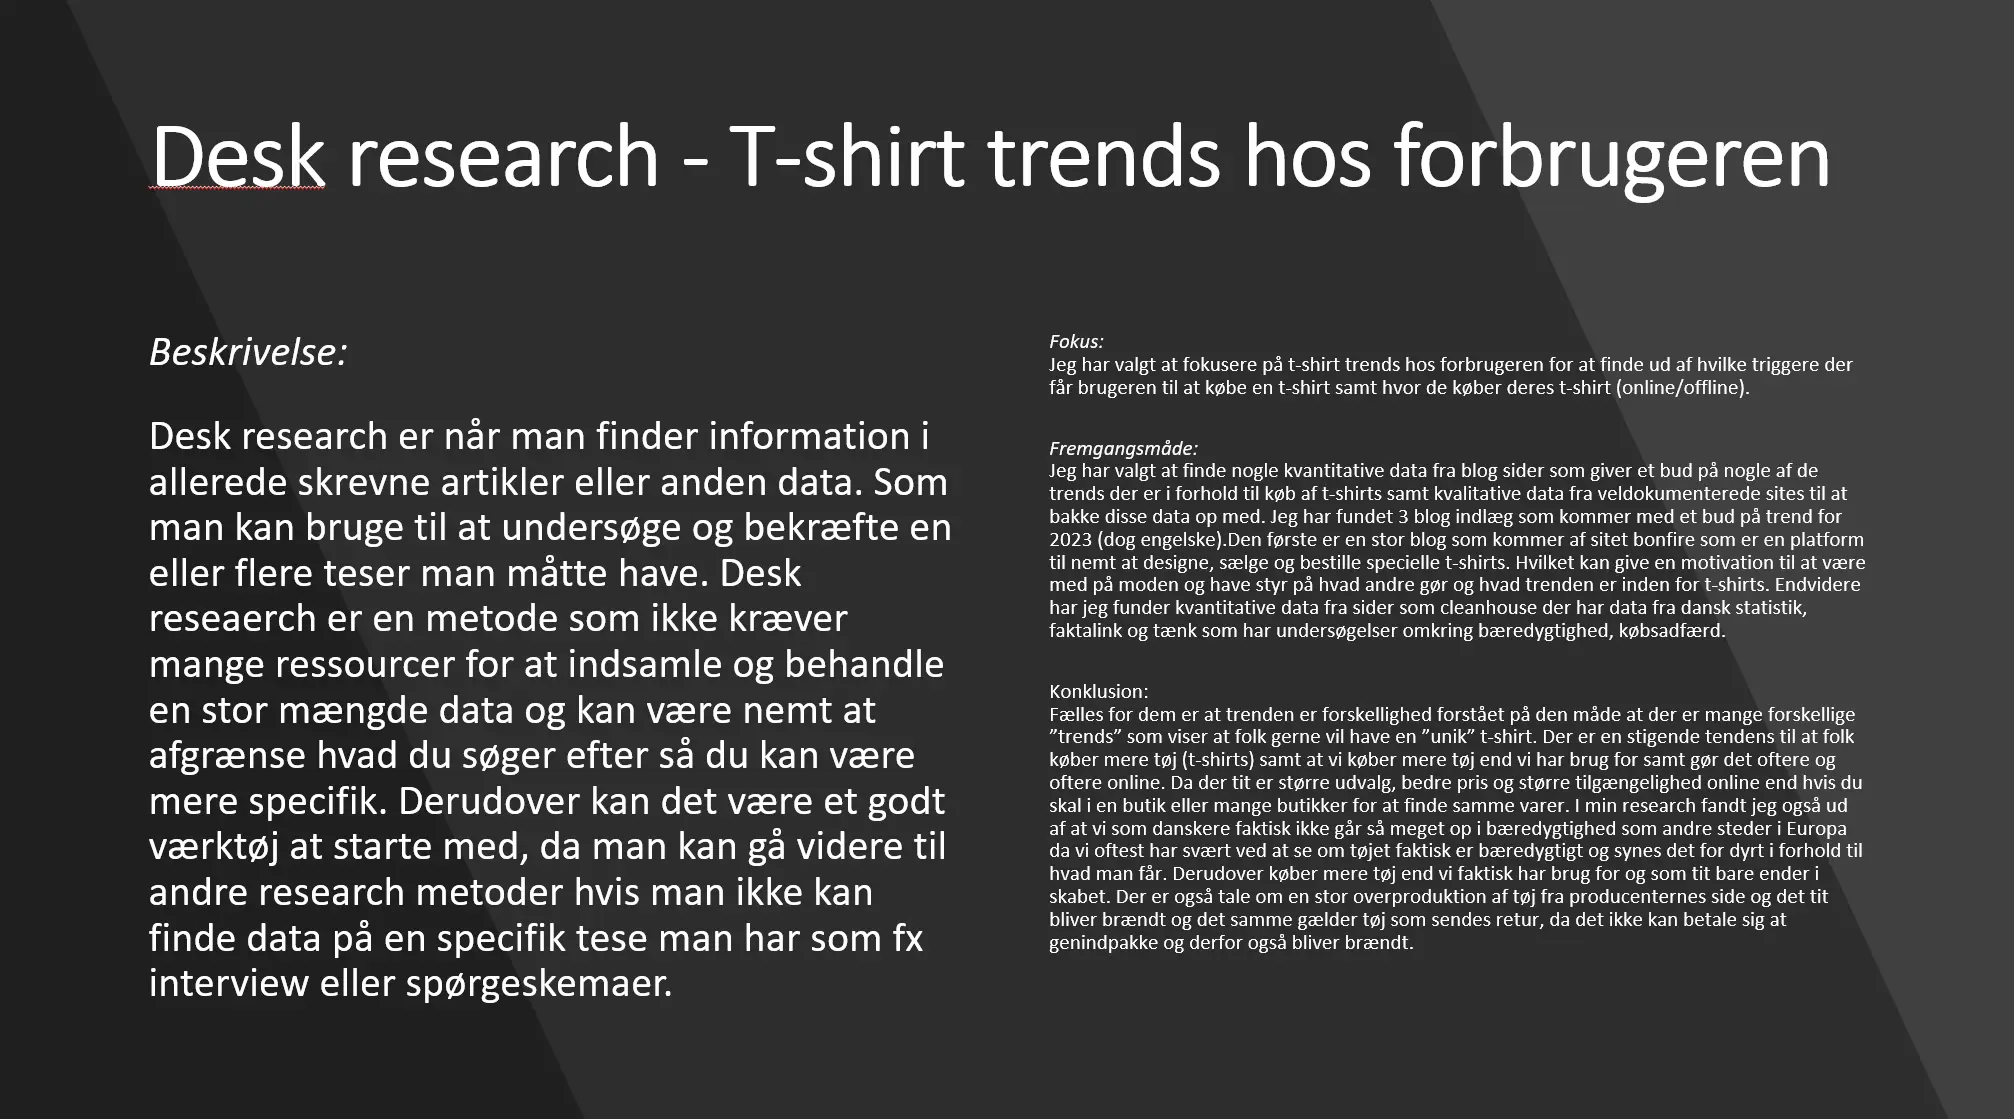 Desk research - T-shirt trends hos forbrugeren
Beskrivelse:
Desk research er når man finder information i
allerede skrevne artikler eller anden data. Som
man kan bruge til at undersøge og bekræfte en
eller flere teser man måtte have. Desk
reseaerch er en metode som ikke kræver
mange ressourcer for at indsamle og behandle
en stor mængde data og kan være nemt at
afgrænse hvad du søger efter så du kan være
mere specifik. Derudover kan det være et godt
værktøj at starte med, da man kan gå videre til
andre research metoder hvis man ikke kan
finde data på en specifik tese man har som fx
interview eller spørgeskemaer.
Fokus:
Jeg har valgt at fokusere på t-shirt trends hos forbrugeren for at finde ud af hvilke triggere der
får brugeren til at købe en t-shirt samt hvor de køber deres t-shirt (online/offline).
Fremgangsmåde:
Jeg har valgt at finde nogle kvantitative data fra blog sider som giver et bud på nogle af de
trends der er i forhold til køb af t-shirts samt kvalitative data fra veldokumenterede sites til at
bakke disse data op med. Jeg har fundet 3 blog indlæg som kommer med et bud på trend for
2023 (dog engelske).Den første er en stor blog som kommer af sitet bonfire som er en platform
til nemt at designe, sælge og bestille specielle t-shirts. Hvilket kan give en motivation til at være
med på moden og have styr på hvad andre gør og hvad trenden er inden for t-shirts. Endvidere
har jeg funder kvantitative data fra sider som cleanhouse der har data fra dansk statistik,
faktalink og tænk som har undersøgelser omkring bæredygtighed, købsadfærd.
Konklusion:
Fælles for dem er at trenden er forskellighed forstået på den måde at der er mange forskellige
”trends” som viser at folk gerne vil have en ”unik” t-shirt. Der er en stigende tendens til at folk
køber mere tøj (t-shirts) samt at vi køber mere tøj end vi har brug for samt gør det oftere og
oftere online. Da der tit er større udvalg, bedre pris og større tilgængelighed online end hvis du
skal i en butik eller mange butikker for at finde samme varer. I min research fandt jeg også ud
af at vi som danskere faktisk ikke går så meget op i bæredygtighed som andre steder i Europa
da vi oftest har svært ved at se om tøjet faktisk er bæredygtigt og synes det for dyrt i forhold til
hvad man får. Derudover køber mere tøj end vi faktisk har brug for og som tit bare ender i
skabet. Der er også tale om en stor overproduktion af tøj fra producenternes side og det tit
bliver brændt og det samme gælder tøj som sendes retur, da det ikke kan betale sig at
genindpakke og derfor også bliver brændt.